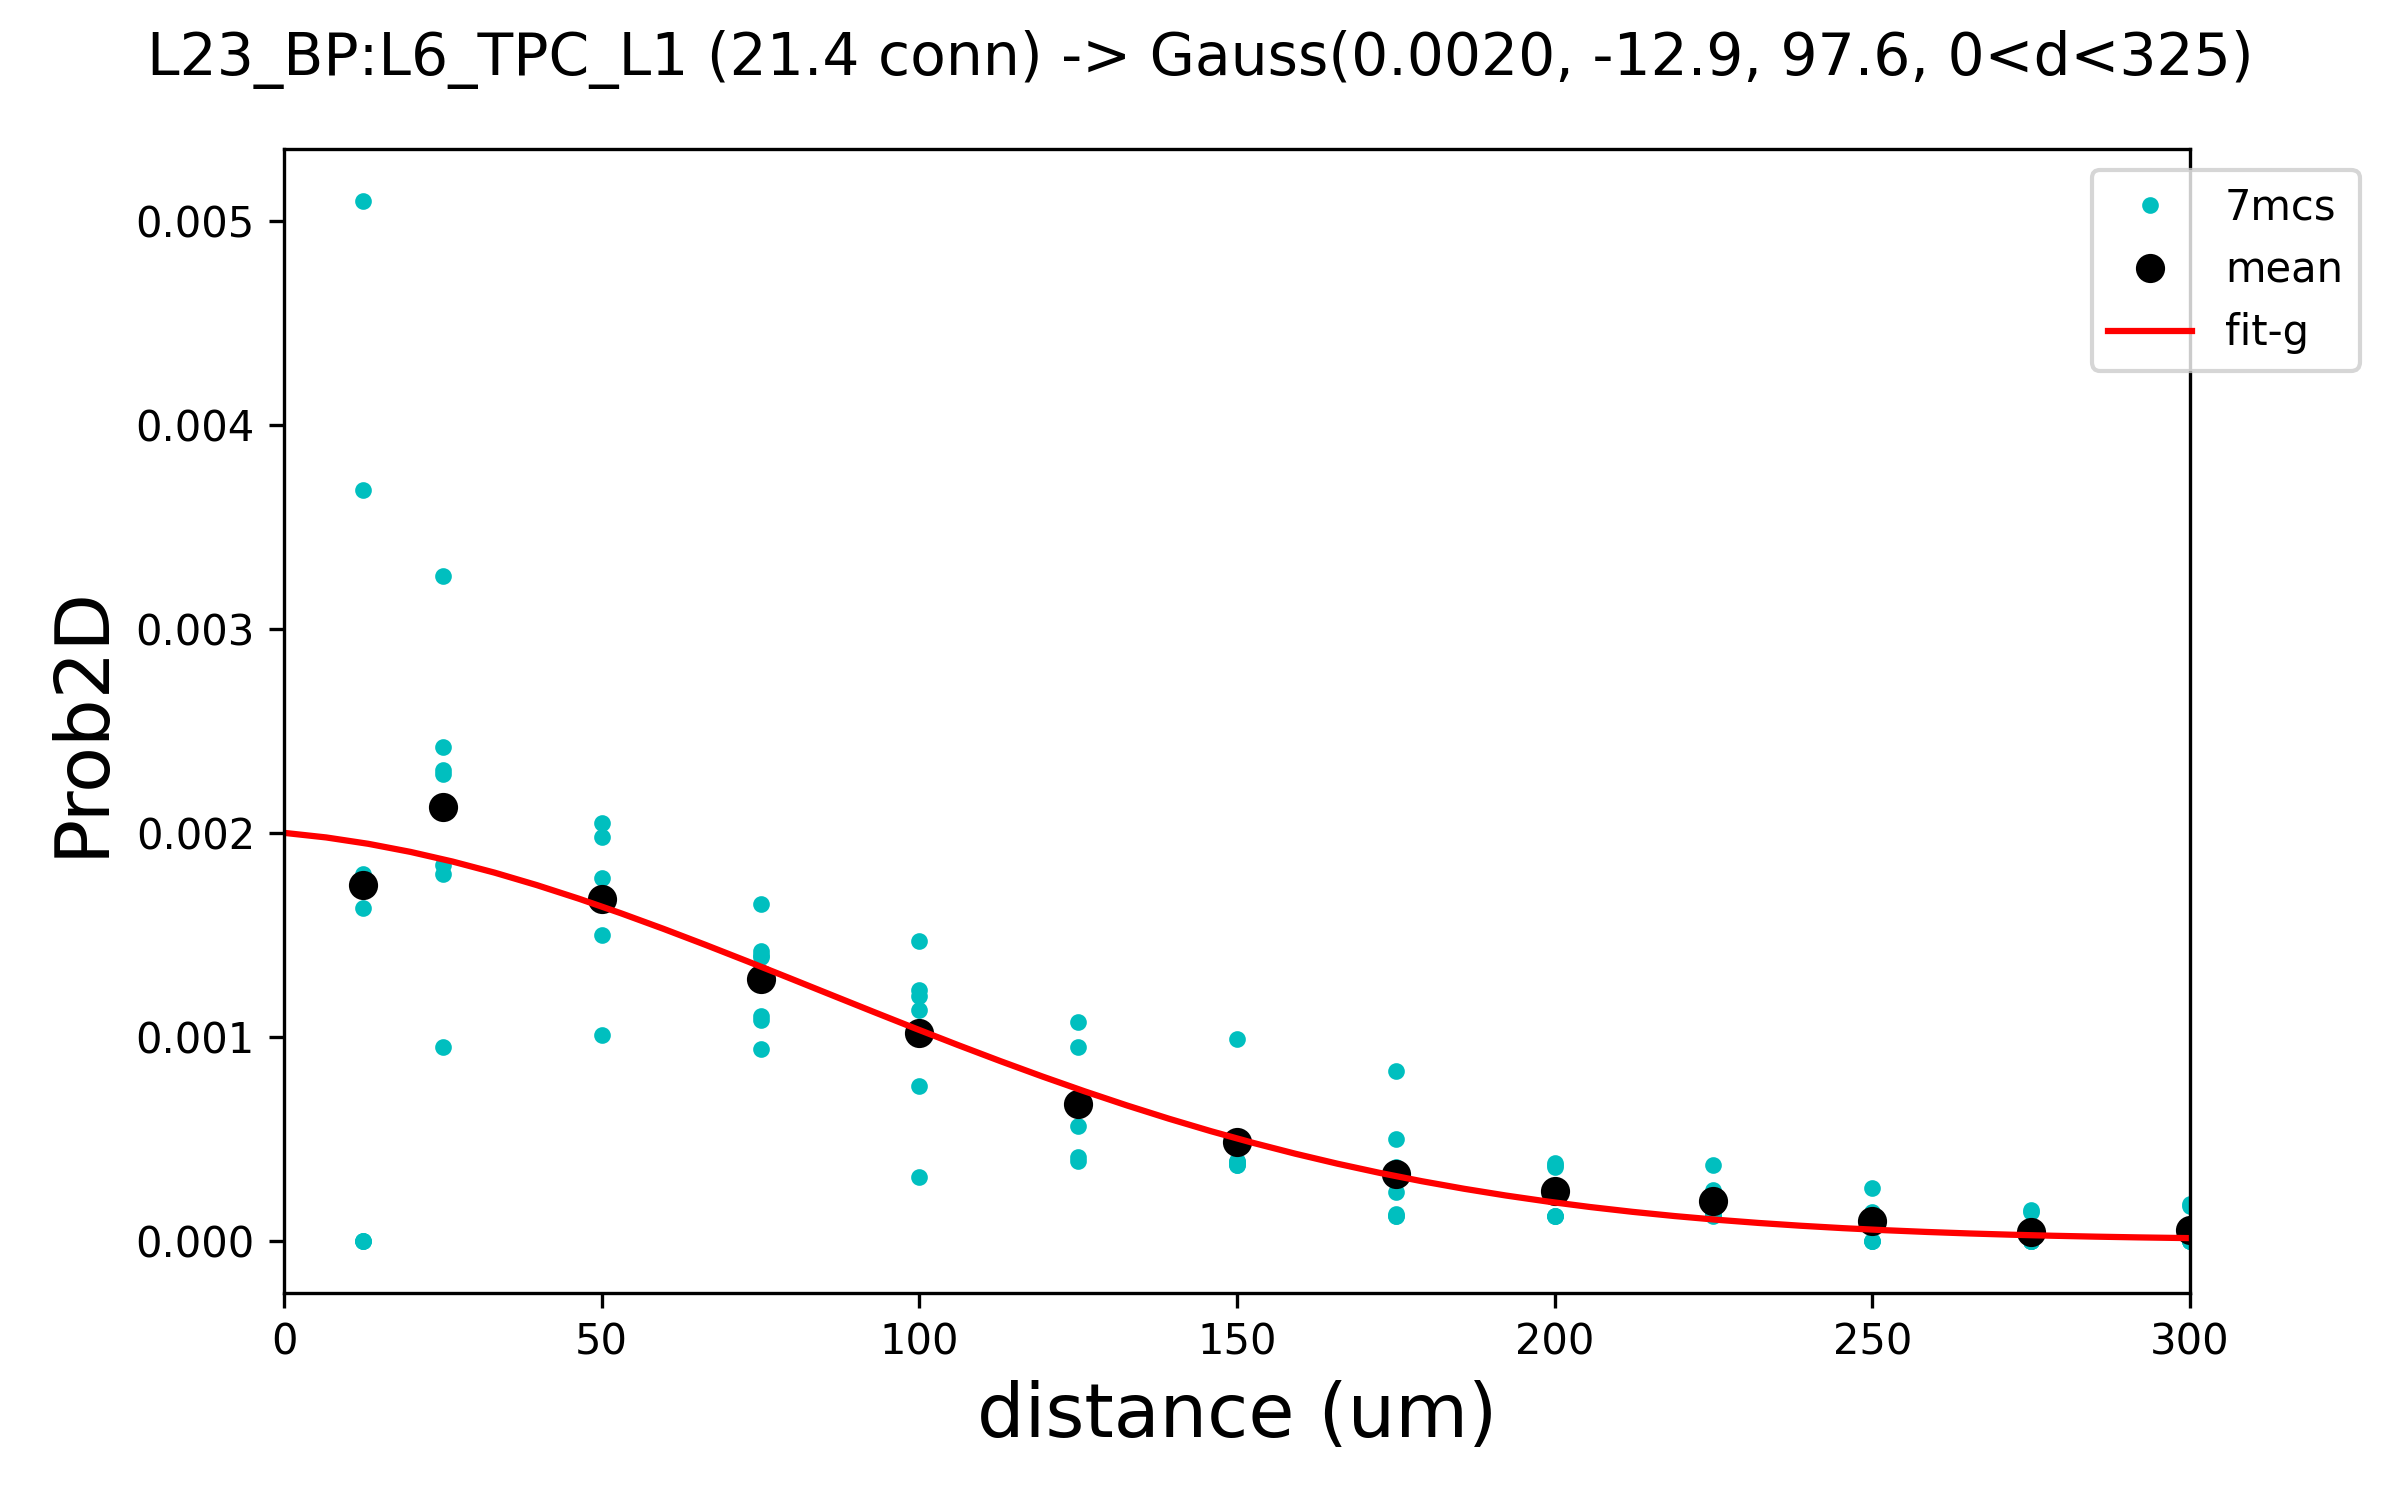 L23_BP:L6_TPC_L1 (21.4 conn) -> Gauss(0.0020, -12.9, 97.6, 0<d<325)
7mcs
mean
fit-g
Prob2D
0.005
0.004
0.003
0.002
0.001
0.000
0 50 100 150 200 250 300
distance (um)